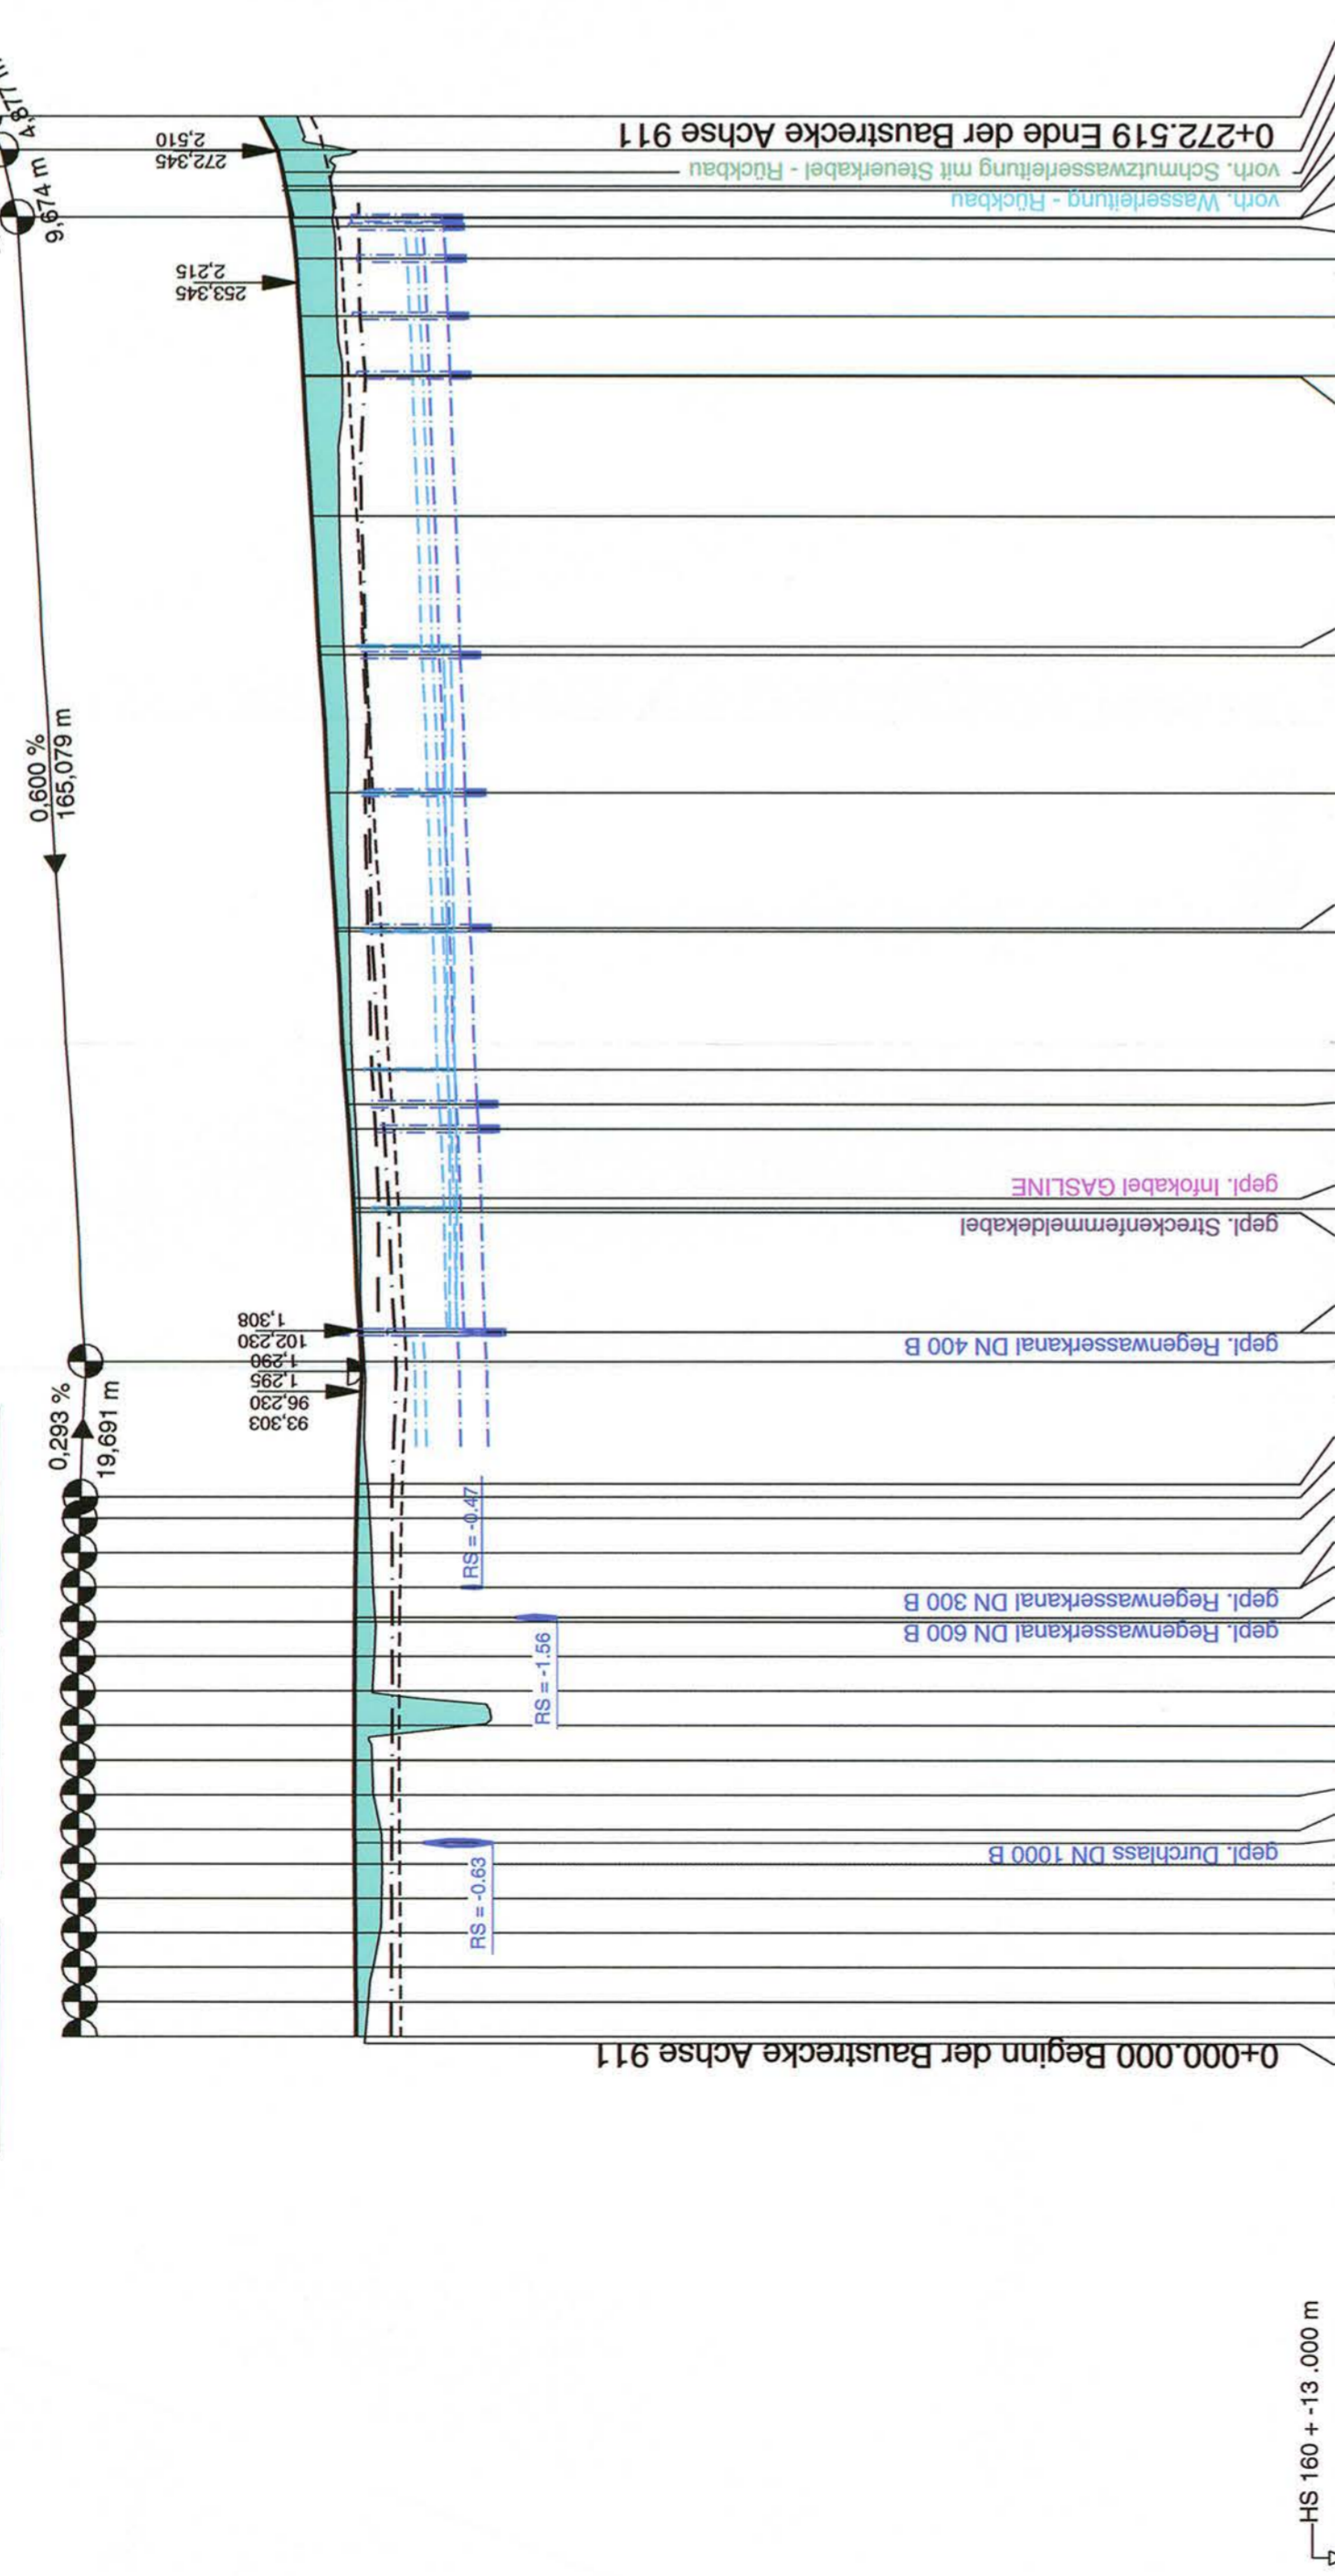 9,674 m
0,600 %
165,079 m
0,293 %
19,691 m
272,345
2,510
253,345
2,215
102,230
1,308
1,290
1,295
96,230
93,303
0+272.519 Ende der Baustrecke Achse 911
vorh. Schmutzwasserleitung mit Steuerkabel - Rückbau
vorh. Wasserleitung - Rückbau
gepl. Infokabel GASLINE
gepl. Streckenfernmeldekabel
gepl. Regenwasserkanal DN 400 B
gepl. Regenwasserkanal DN 300 B
gepl. Regenwasserkanal DN 600 B
gepl. Durchlass DN 1000 B
0+000.000 Beginn der Baustrecke Achse 911
RS = -0.47
RS = -1.56
RS = -0.63
HS 160 + -13 .000 m